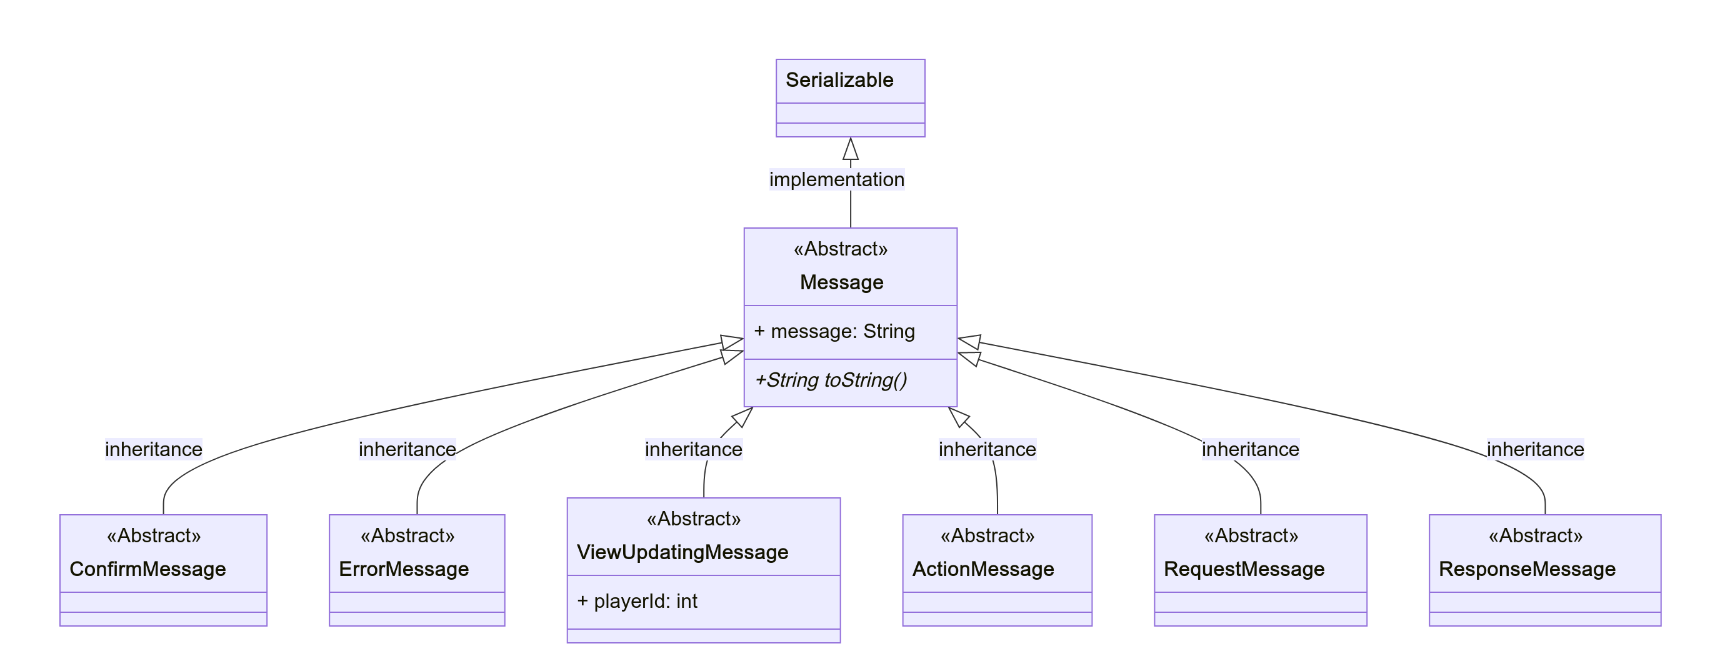 Serializable
implementation
«Abstract»
Message
+ message: String
+String toString()
inheritance
inheritance
inheritance
inheritance
inheritance
inheritance
«Abstract»
ConfirmMessage
«Abstract»
ErrorMessage
«Abstract»
ViewUpdatingMessage
+ playerId: int
«Abstract»
ActionMessage
«Abstract»
RequestMessage
«Abstract»
ResponseMessage